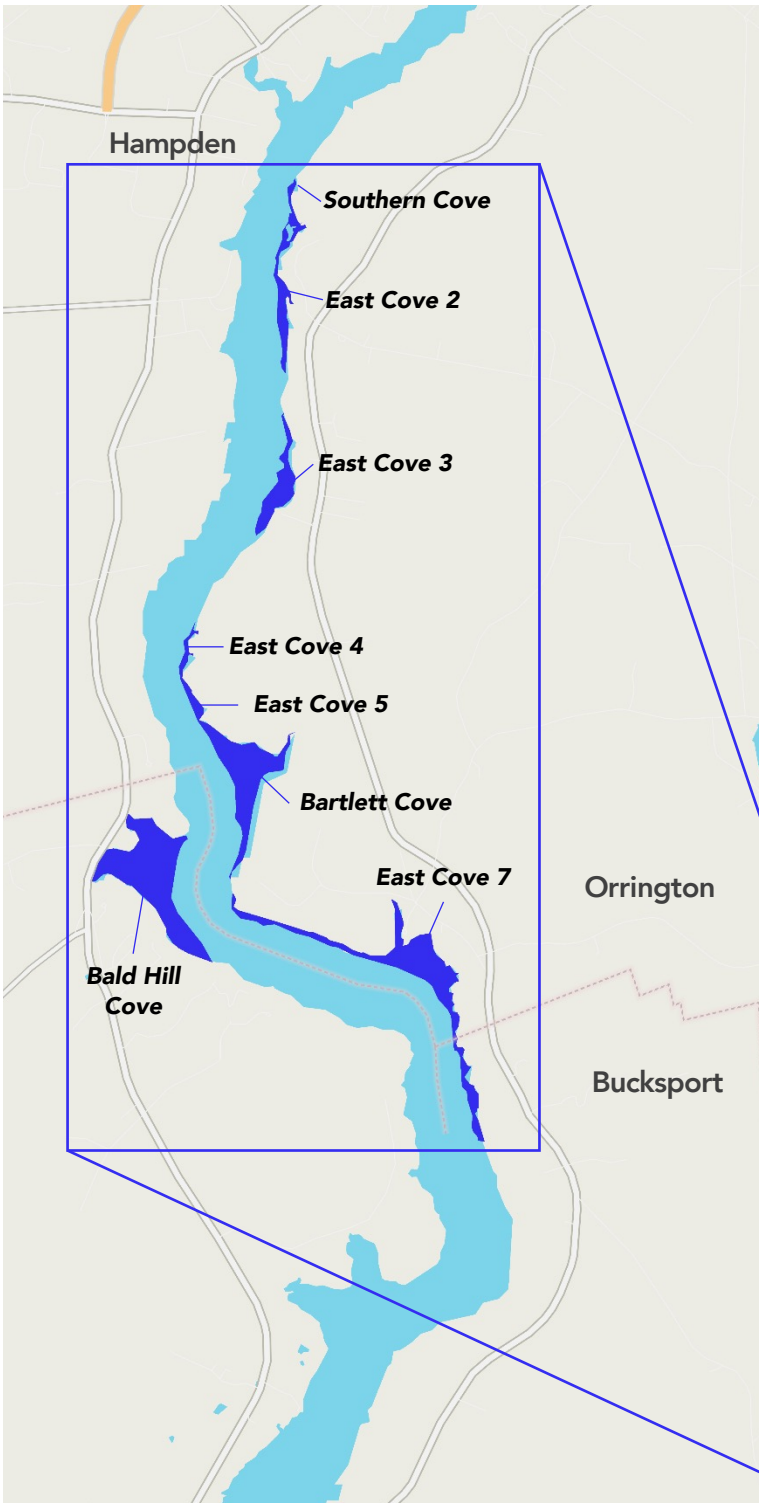 Hampden
Southern Cove
East Cove 2
East Cove 3
East Cove 4
East Cove 5
Bartlett Cove
East Cove 7
Orrington
Bald Hill
Cove
Bucksport